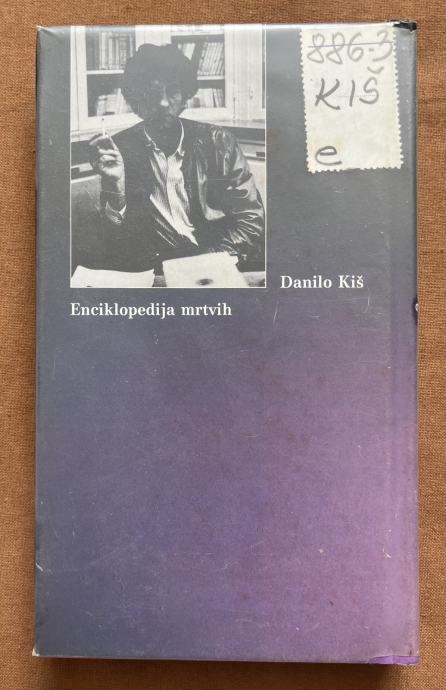 886-3
KIŠ
e
Danilo Kiš
Enciklopedija mrtvih